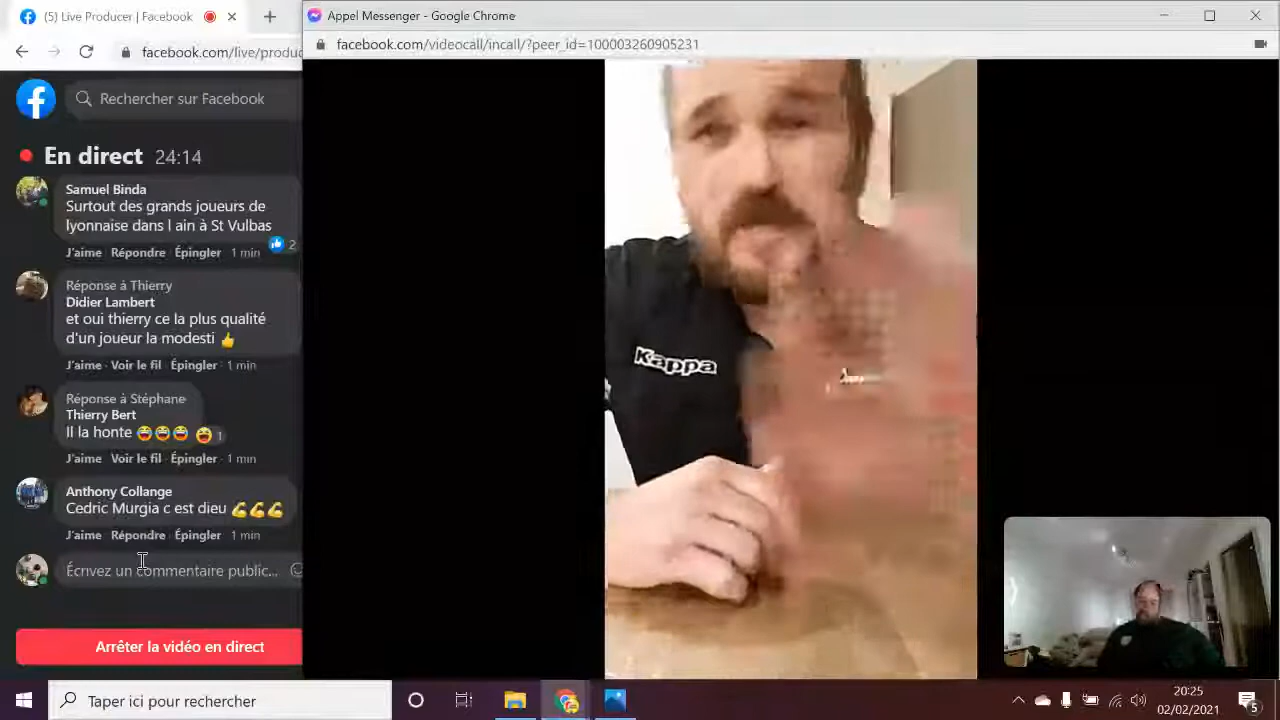 (5) Live Producer | Facebook
Appel Messenger - Google Chrome
facebook.com/live/produc
facebook.com/videocall/incall/?peer_id=100003260905231
Rechercher sur Facebook
En direct 24:14
Samuel Binda
Surtout des grands joueurs de
lyonnaise dans l ain à St Vulbas
2
J'aime · Répondre · Épingler 1 min
Réponse à Thierry
Didier Lambert
et oui thierry ce la plus qualité
d'un joueur la modesti 👍
J'aime · Voir le fil · Épingler 1 min
Réponse à Stéphane
Thierry Bert
Il la honte 😂😂😂
1
J'aime · Voir le fil · Épingler 1 min
Anthony Collange
Cedric Murgia c est dieu 💪💪💪
J'aime · Répondre · Épingler 1 min
Écrivez un commentaire public...
Arrêter la vidéo en direct
Kappa
Taper ici pour rechercher
20:25
02/02/2021
5